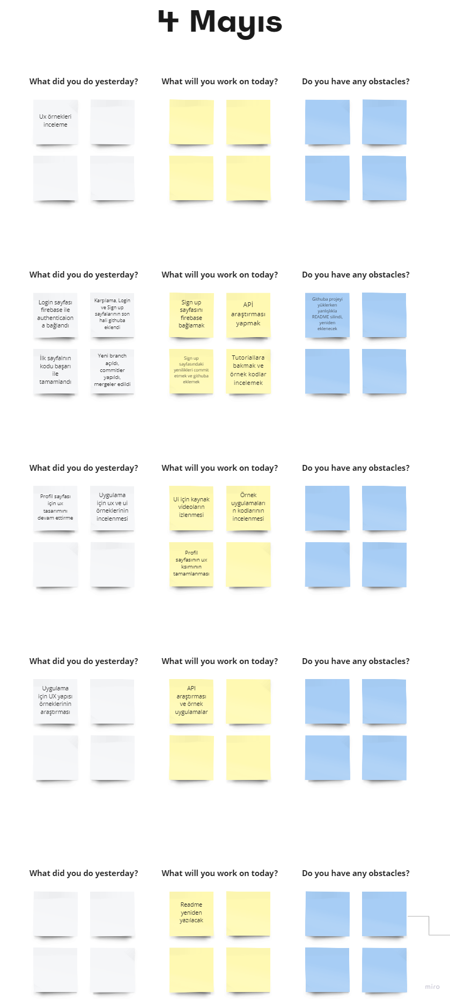 4 Mayıs
What did you do yesterday?
What will you work on today?
Do you have any obstacles?
Ux örnekleri
inceleme
What did you do yesterday?
What will you work on today?
Do you have any obstacles?
Login sayfası
firebase ile
authenticaion
a bağlandı
Karşılama, Login
ve Sign up
sayfalarının son
hali githuba
eklendi
İlk sayfalnın
kodu başarı
ile
tamamlandı
Yeni branch
açıldı,
commitler
yapıldı,
mergeler edildi
Sign up
sayfasını
firebase
bağlamak
APİ
araştırması
yapmak
Sign up
sayfasındaki
yenilikleri commit
etmek ve githuba
eklemek
Tutoriallara
bakmak ve
örnek kodlar
incelemek
Githuba projeyi
yüklerken
yanlışlıkla
README silindi,
yeniden
eklenecek
What did you do yesterday?
What will you work on today?
Do you have any obstacles?
Profil sayfası
için ux
tasarımını
devam ettirme
Uygulama
için ux ve ui
örneklerinin
incelenmesi
Ui için kaynak
videoların
izlenmesi
Örnek
uygulamaları
n kodlarının
incelenmesi
Profil
sayfasının ux
ksımının
tamamlanması
What did you do yesterday?
What will you work on today?
Do you have any obstacles?
Uygulama
için UX yapısı
örneklerinin
araştırması
API
araştırması
ve örnek
uygulamalar
What did you do yesterday?
What will you work on today?
Do you have any obstacles?
Readme
yeniden
yazılacak
miro